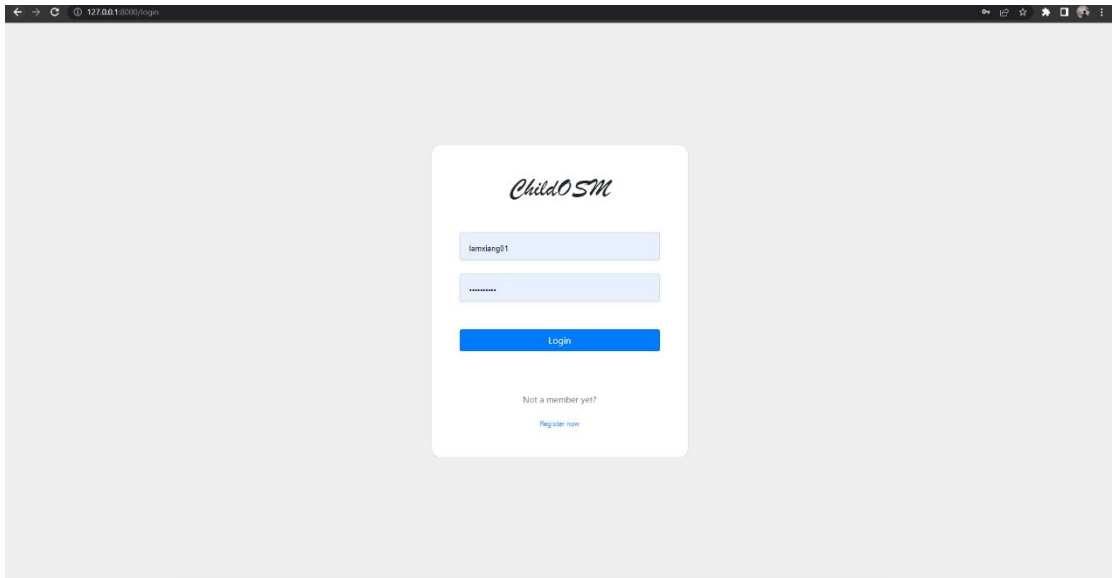 127.0.0.1:8000/login
ChildOSM
lamxiang01
••••••••••
Login
Not a member yet?
Register now